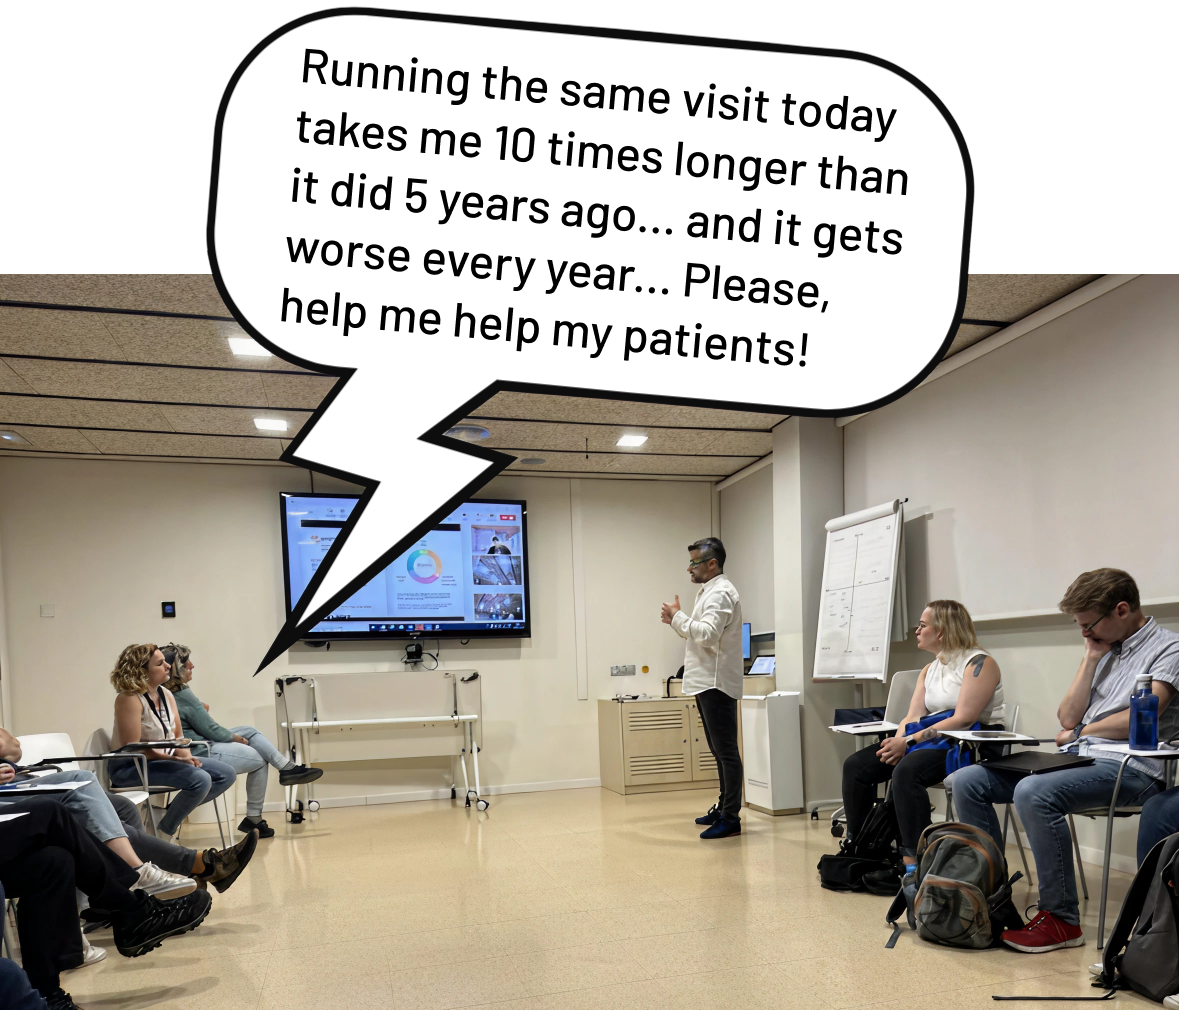 Running the same visit today
takes me 10 times longer than
it did 5 years ago... and it gets
worse every year... Please,
help me help my patients!